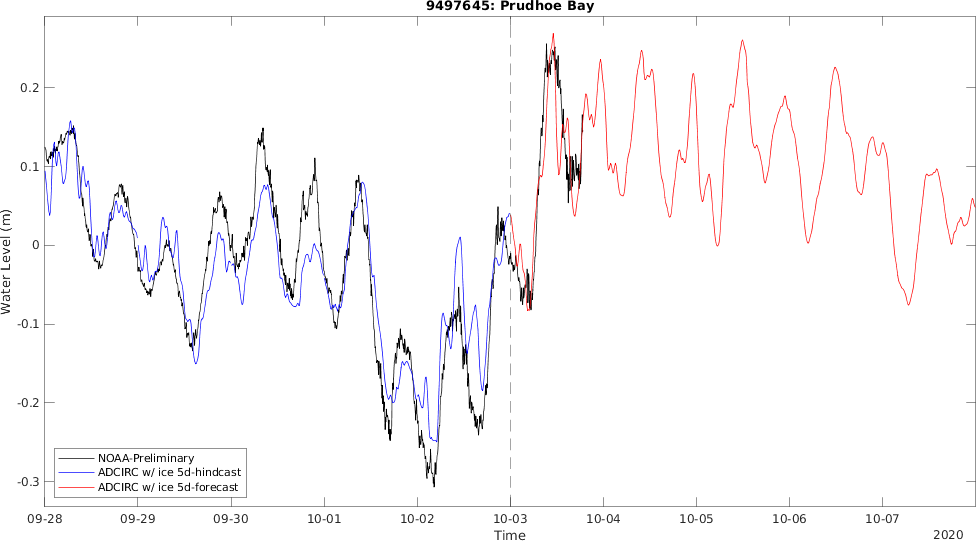 9497645: Prudhoe Bay
Water Level (m)
0.2
0.1
0
-0.1
-0.2
-0.3
NOAA-Preliminary
ADCIRC w/ ice 5d-hindcast
ADCIRC w/ ice 5d-forecast
09-28 09-29 09-30 10-01 10-02 10-03 10-04 10-05 10-06 10-07
Time
2020